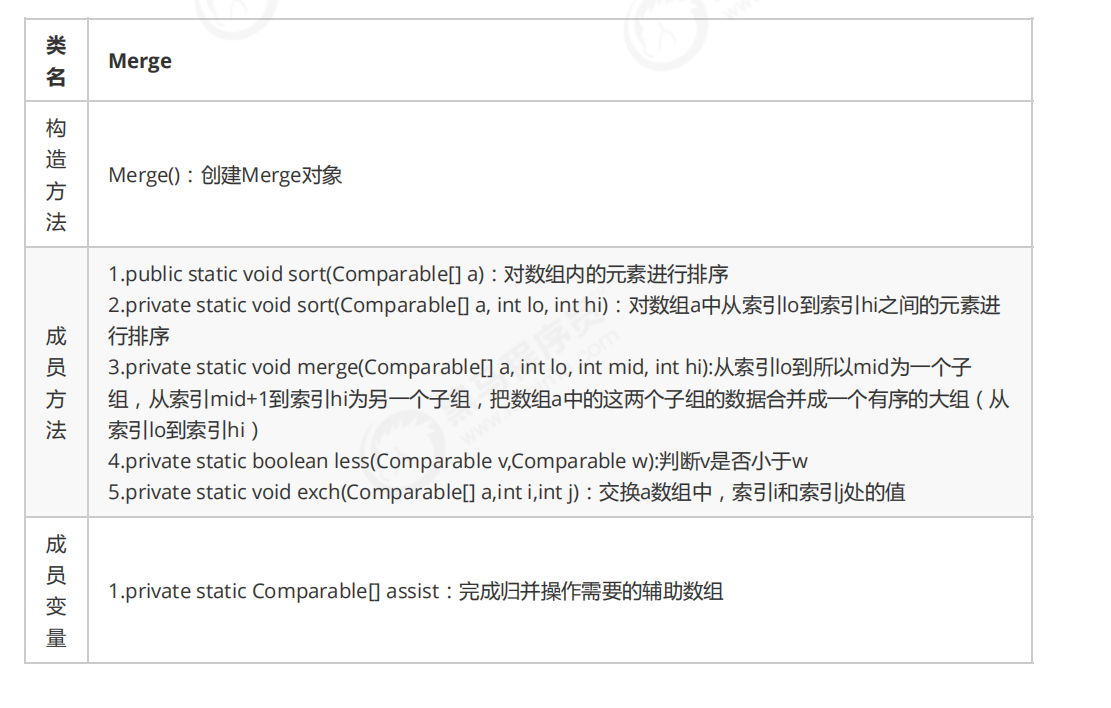 类
名
Merge
构
造
方
法
Merge()：创建Merge对象
成
员
方
法
1.public static void sort(Comparable[] a)：对数组内的元素进行排序
2.private static void sort(Comparable[] a, int lo, int hi)：对数组a中从索引lo到索引hi之间的元素进
行排序
3.private static void merge(Comparable[] a, int lo, int mid, int hi):从索引lo到所以mid为一个子
组，从索引mid+1到索引hi为另一个子组，把数组a中的这两个子组的数据合并成一个有序的大组（从
索引lo到索引hi）
4.private static boolean less(Comparable v,Comparable w):判断v是否小于w
5.private static void exch(Comparable[] a,int i,int j)：交换a数组中，索引i和索引j处的值
成
员
变
量
1.private static Comparable[] assist：完成归并操作需要的辅助数组